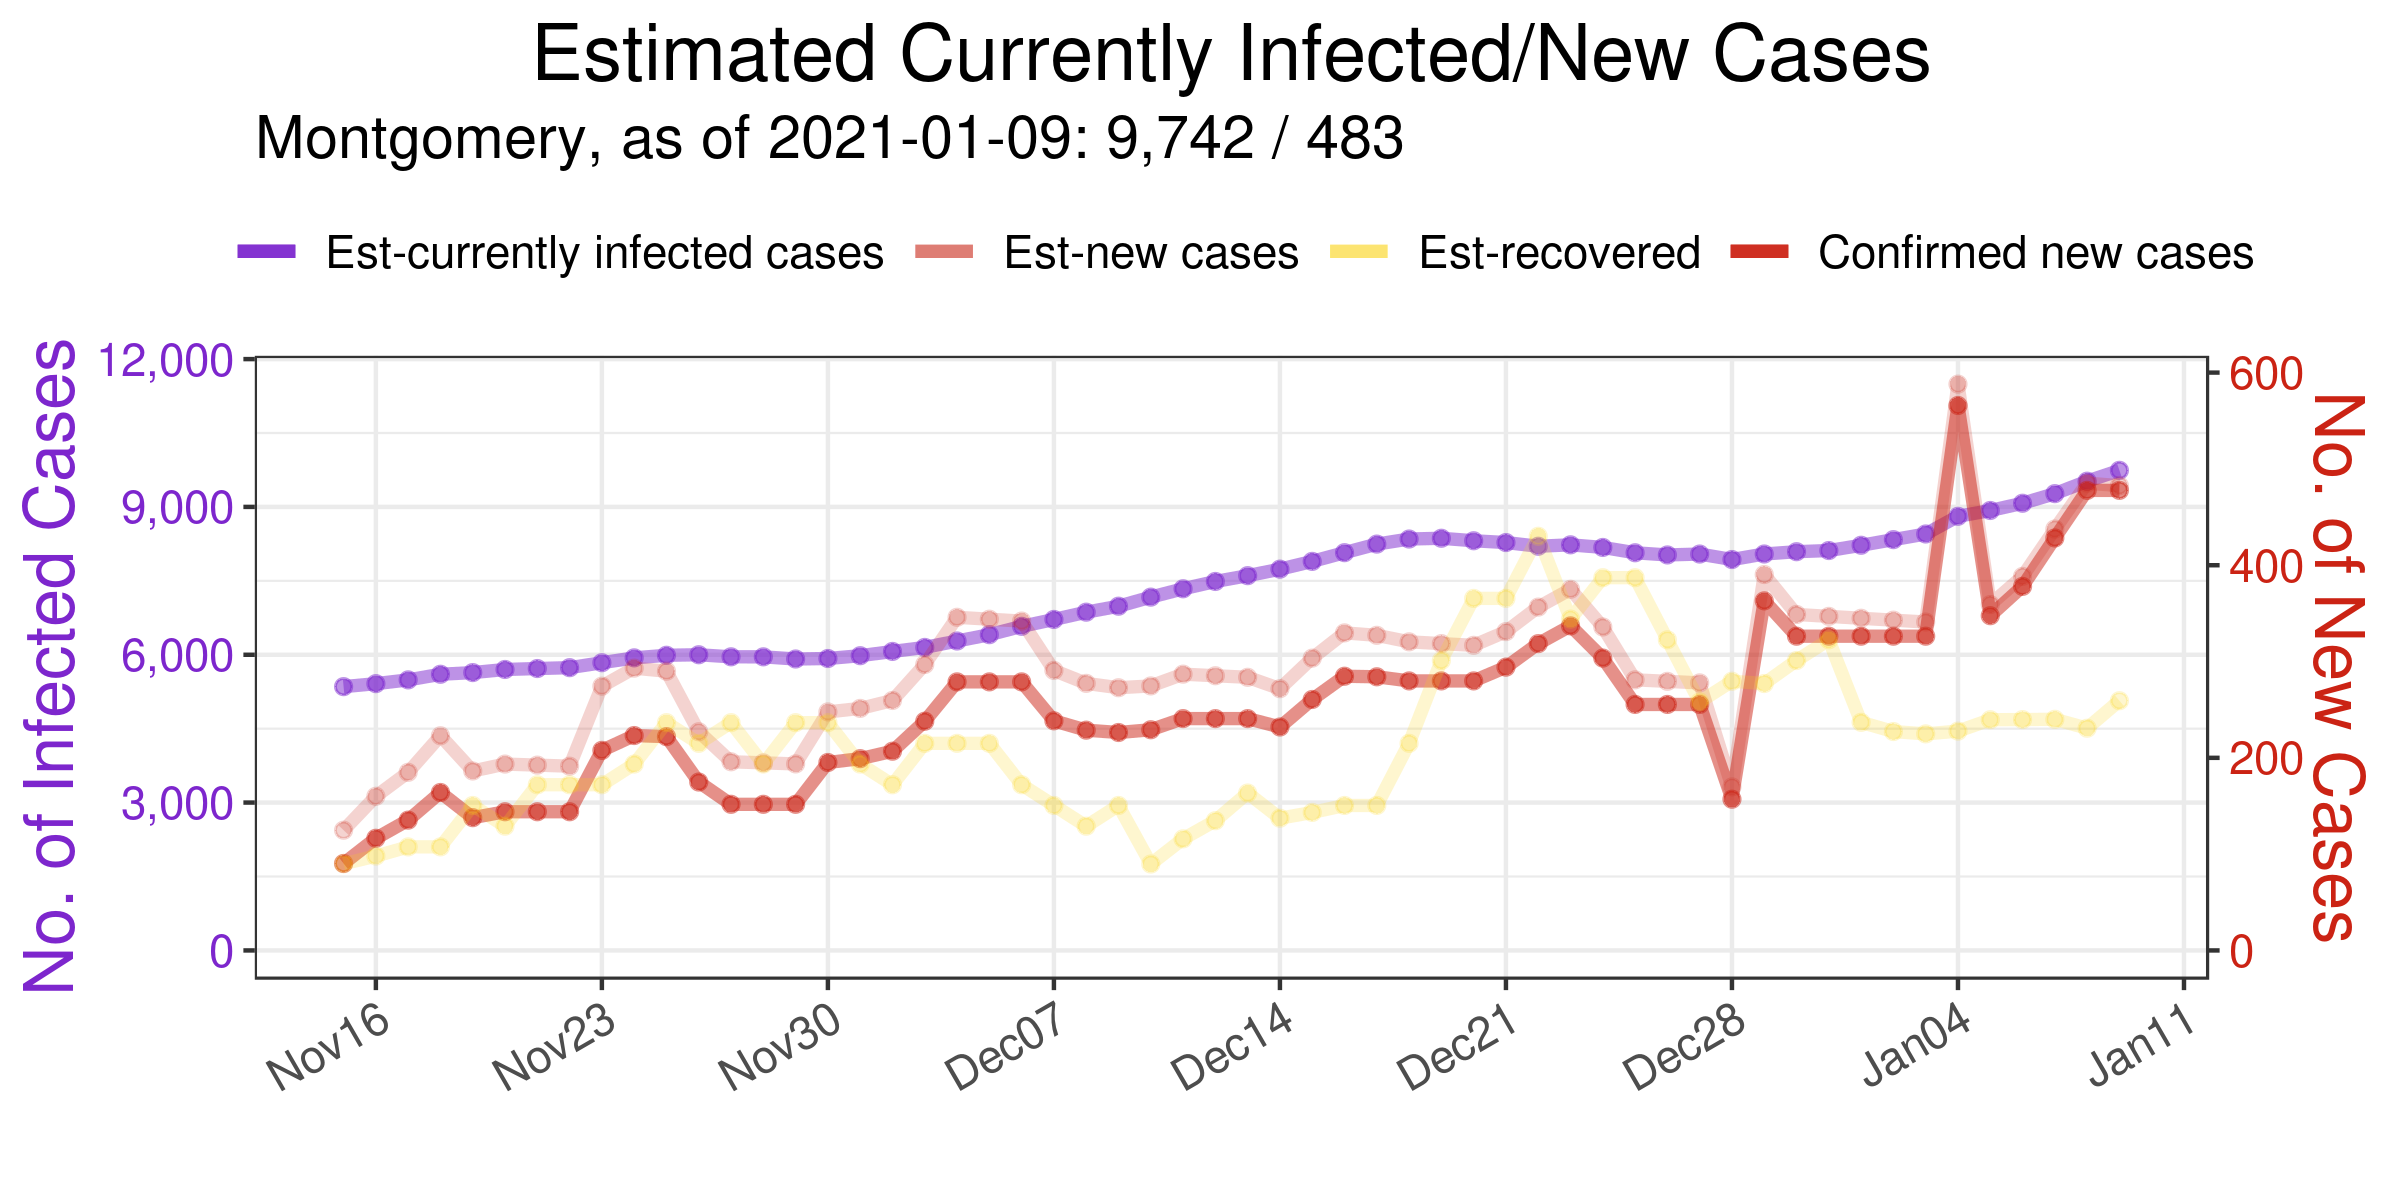 Estimated Currently Infected/New Cases
Montgomery, as of 2021-01-09: 9,742 / 483
Est-currently infected cases Est-new cases Est-recovered Confirmed new cases
No. of Infected Cases
12,000
9,000
6,000
3,000
0
600
400
200
0
No. of New Cases
Nov16 Nov23 Nov30 Dec07 Dec14 Dec21 Dec28 Jan04 Jan11